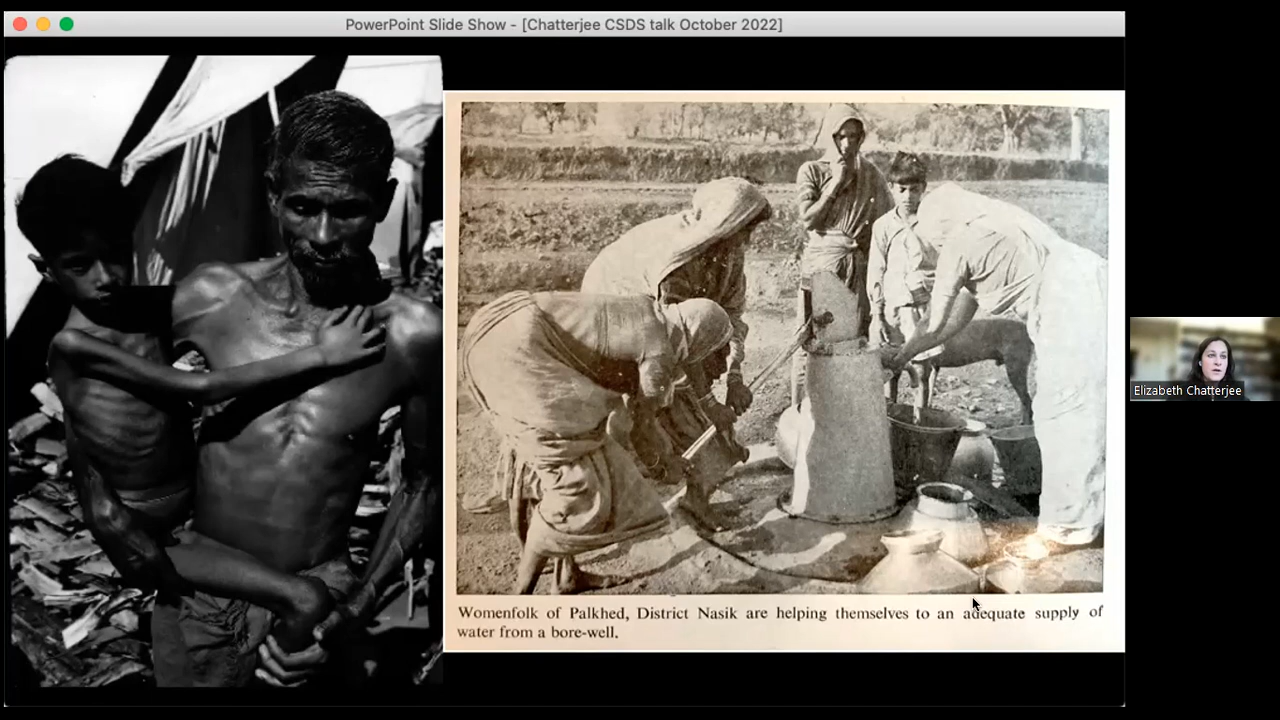 PowerPoint Slide Show - [Chatterjee CSDS talk October 2022]
Womenfolk of Palkhed, District Nasik are helping themselves to an adequate supply of
water from a bore-well.
Elizabeth Chatterjee